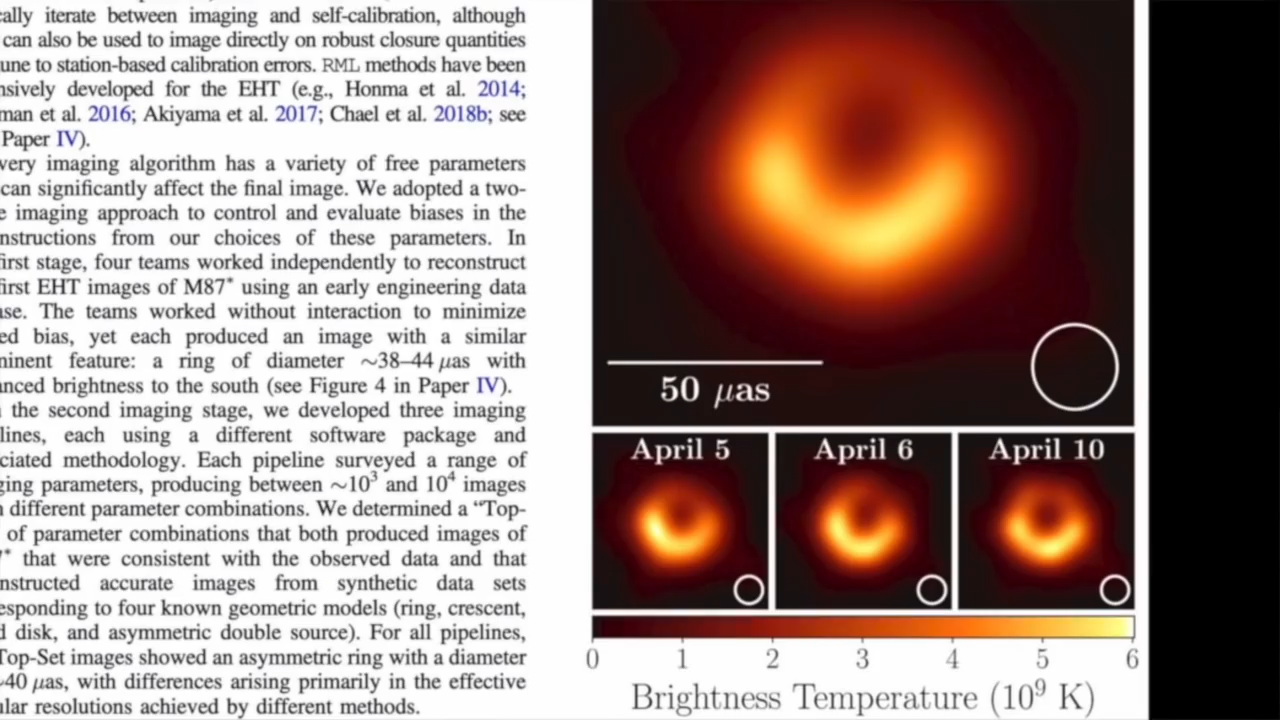 cally iterate between imaging and self-calibration, although
can also be used to image directly on robust closure quantities
une to station-based calibration errors. RML methods have been
nsively developed for the EHT (e.g., Honma et al. 2014;
man et al. 2016; Akiyama et al. 2017; Chael et al. 2018b; see
Paper IV).
very imaging algorithm has a variety of free parameters
can significantly affect the final image. We adopted a two-
e imaging approach to control and evaluate biases in the
nstructions from our choices of these parameters. In
first stage, four teams worked independently to reconstruct
first EHT images of M87* using an early engineering data
ase. The teams worked without interaction to minimize
ed bias, yet each produced an image with a similar
ninent feature: a ring of diameter ~38–44 μas with
anced brightness to the south (see Figure 4 in Paper IV).
the second imaging stage, we developed three imaging
lines, each using a different software package and
ciated methodology. Each pipeline surveyed a range of
ging parameters, producing between ~10³ and 10⁴ images
different parameter combinations. We determined a “Top-
of parameter combinations that both produced images of
* that were consistent with the observed data and that
nstructed accurate images from synthetic data sets
esponding to four known geometric models (ring, crescent,
d disk, and asymmetric double source). For all pipelines,
Top-Set images showed an asymmetric ring with a diameter
~40 μas, with differences arising primarily in the effective
ular resolutions achieved by different methods.
50 μas
April 5
April 6
April 10
0 1 2 3 4 5 6
Brightness Temperature (10⁹ K)